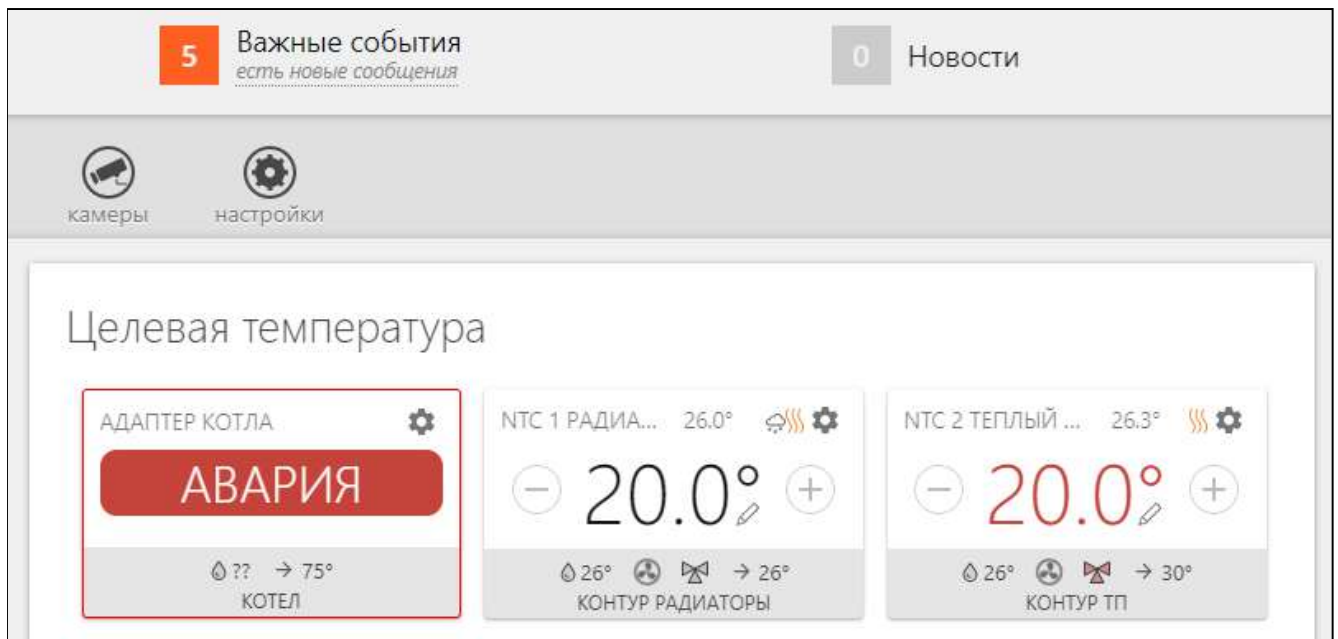 5 Важные события
есть новые сообщения
0 Новости
камеры настройки
Целевая температура
АДАПТЕР КОТЛА
АВАРИЯ
?? → 75°
КОТЕЛ
NTC 1 РАДИА... 26.0°
− 20.0° +
26° → 26°
КОНТУР РАДИАТОРЫ
NTC 2 ТЕПЛЫЙ ... 26.3°
− 20.0° +
26° → 30°
КОНТУР ТП